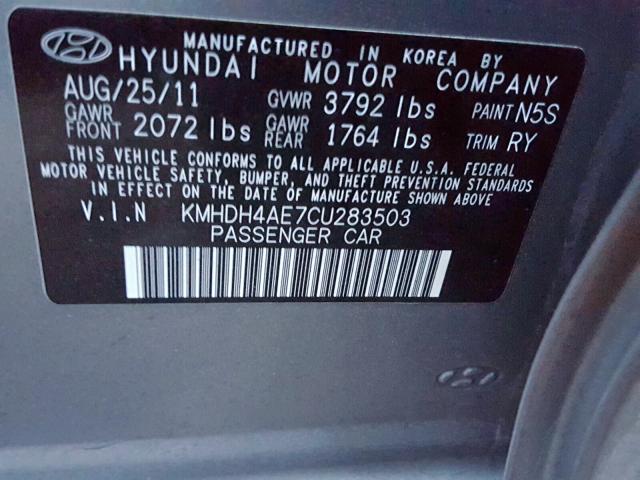 MANUFACTURED IN KOREA BY
HYUNDAI MOTOR COMPANY
AUG/25/11 GVWR 3792 lbs PAINT N5S
GAWR FRONT 2072 lbs GAWR REAR 1764 lbs TRIM RY
THIS VEHICLE CONFORMS TO ALL APPLICABLE U.S.A. FEDERAL
MOTOR VEHICLE SAFETY, BUMPER, AND THEFT PREVENTION STANDARDS
IN EFFECT ON THE DATE OF MANUFACTURE SHOWN ABOVE
V.I.N KMHDH4AE7CU283503
PASSENGER CAR